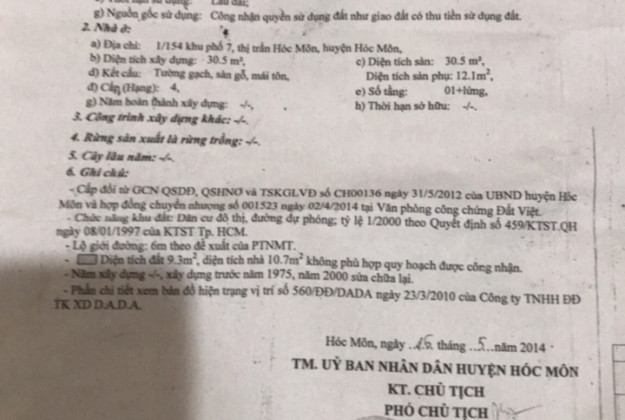 Lâu dài;
g) Nguồn gốc sử dụng: Công nhận quyền sử dụng đất như giao đất có thu tiền sử dụng đất.
2. Nhà ở:
a) Địa chỉ: 1/154 khu phố 7, thị trấn Hóc Môn, huyện Hóc Môn,
b) Diện tích xây dựng: 30.5 m², c) Diện tích sàn: 30.5 m²,
d) Kết cấu: Tường gạch, sàn gỗ, mái tôn, Diện tích sàn phụ: 12.1m²,
đ) Cấp (Hạng): 4, e) Số tầng: 01+lửng,
g) Năm hoàn thành xây dựng: -/-, h) Thời hạn sở hữu: -/-.
3. Công trình xây dựng khác: -/-.
4. Rừng sản xuất là rừng trồng: -/-.
5. Cây lâu năm: -/-.
6. Ghi chú:
- Cấp đổi từ GCN QSDĐ, QSHNO và TSKGLVĐ số CH00136 ngày 31/5/2012 của UBND huyện Hóc
Môn và hợp đồng chuyển nhượng số 001523 ngày 02/4/2014 tại Văn phòng công chứng Đất Việt.
- Chức năng khu đất: Dân cư đô thị, đường dự phóng; tỷ lệ 1/2000 theo Quyết định số 459/KTST.QH
ngày 08/01/1997 của KTST Tp. HCM.
- Lộ giới đường: 6m theo đề xuất của PTNMT.
- Diện tích đất 9.3m², diện tích nhà 10.7m² không phù hợp quy hoạch được công nhận.
- Năm xây dựng -/-, xây dựng trước năm 1975, năm 2000 sửa chữa lại.
- Phần chi tiết xem bản đồ hiện trạng vị trí số 560/ĐĐ/DADA ngày 23/3/2010 của Công ty TNHH ĐĐ
TK XD D.A.D.A.
Hóc Môn, ngày ..16. tháng ..5...năm 2014
TM. UỶ BAN NHÂN DÂN HUYỆN HÓC MÔN
KT. CHỦ TỊCH
PHÓ CHỦ TỊCH